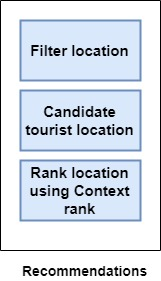 Filter location
Candidate
tourist location
Rank location
using Context
rank
Recommendations